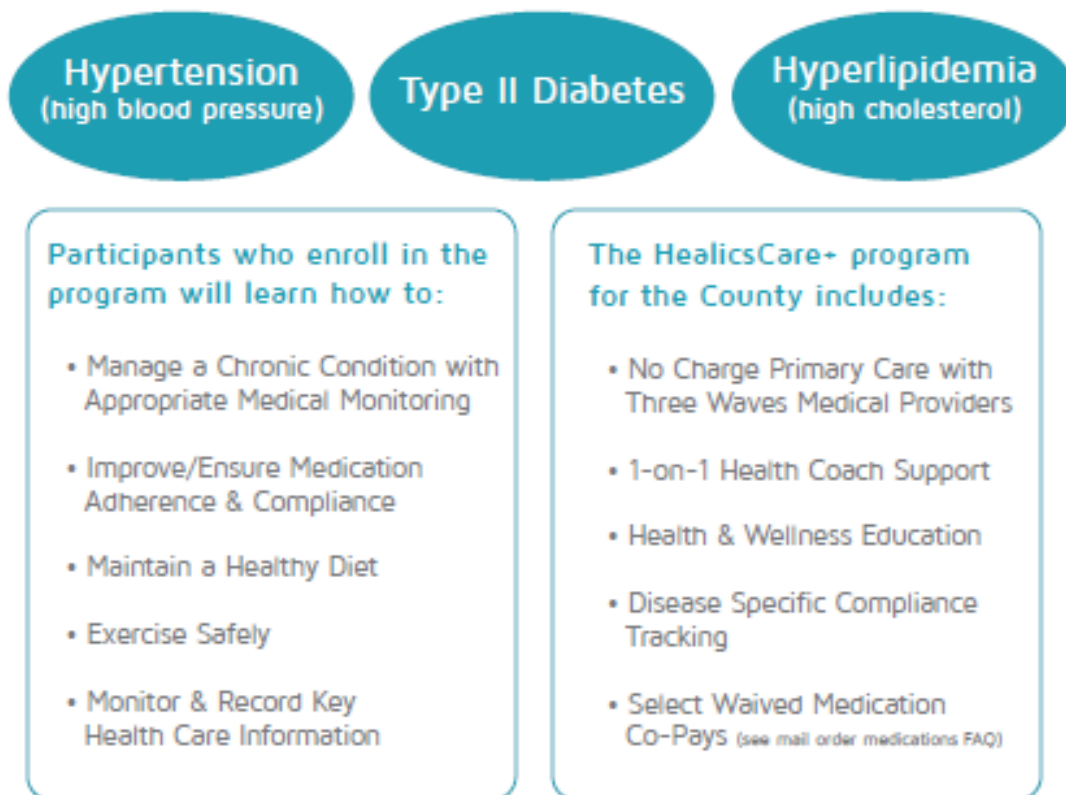 Hypertension
(high blood pressure)
Type II Diabetes
Hyperlipidemia
(high cholesterol)
Participants who enroll in the
program will learn how to:
• Manage a Chronic Condition with
Appropriate Medical Monitoring
• Improve/Ensure Medication
Adherence & Compliance
• Maintain a Healthy Diet
• Exercise Safely
• Monitor & Record Key
Health Care Information
The HealicsCare+ program
for the County includes:
• No Charge Primary Care with
Three Waves Medical Providers
• 1-on-1 Health Coach Support
• Health & Wellness Education
• Disease Specific Compliance
Tracking
• Select Waived Medication
Co-Pays (see mail order medications FAQ)